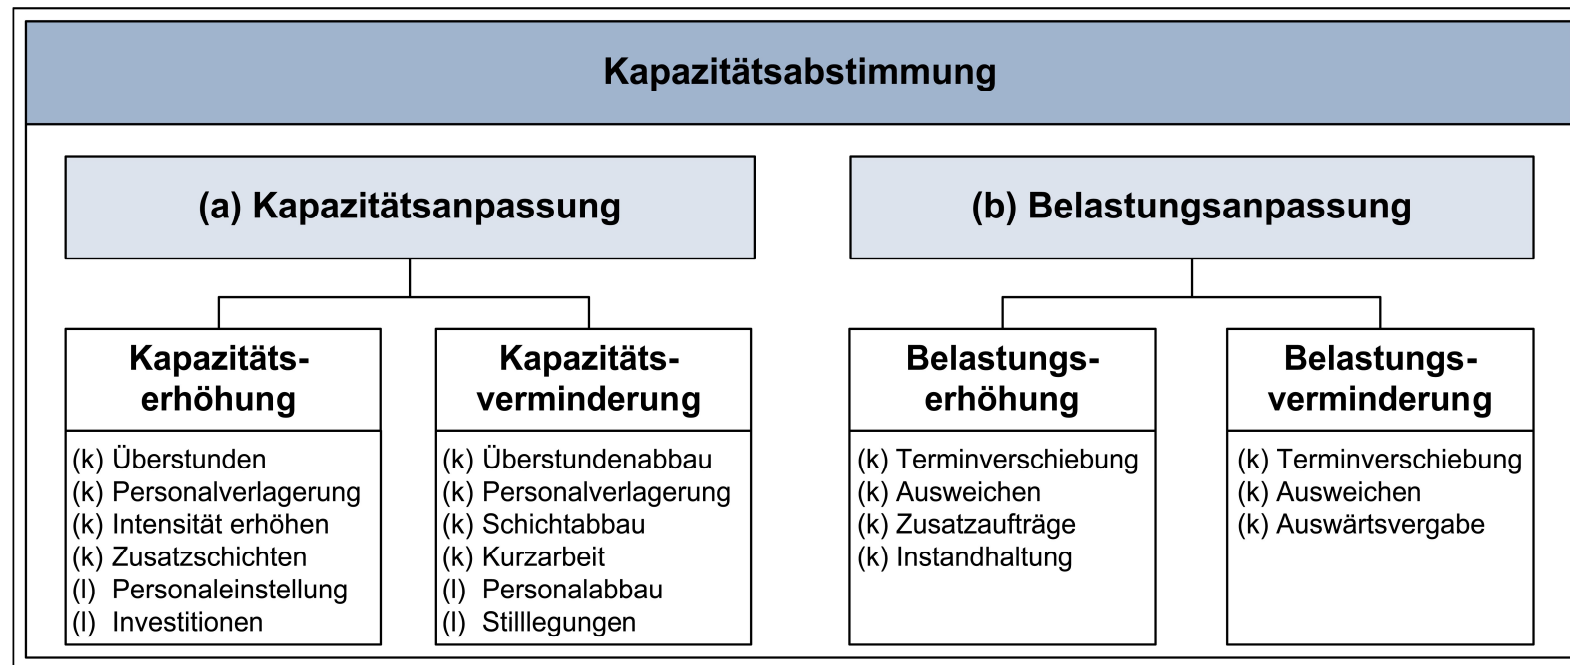 Kapazitätsabstimmung
(a) Kapazitätsanpassung
(b) Belastungsanpassung
Kapazitäts-
erhöhung
(k) Überstunden
(k) Personalverlagerung
(k) Intensität erhöhen
(k) Zusatzschichten
(l) Personaleinstellung
(l) Investitionen
Kapazitäts-
verminderung
(k) Überstundenabbau
(k) Personalverlagerung
(k) Schichtabbau
(k) Kurzarbeit
(l) Personalabbau
(l) Stilllegungen
Belastungs-
erhöhung
(k) Terminverschiebung
(k) Ausweichen
(k) Zusatzaufträge
(k) Instandhaltung
Belastungs-
verminderung
(k) Terminverschiebung
(k) Ausweichen
(k) Auswärtsvergabe